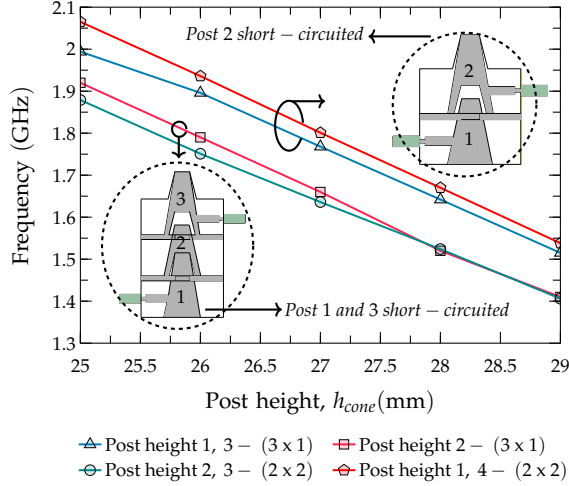 2.1
2
1.9
1.8
1.7
1.6
1.5
1.4
1.3
Frequency (GHz)
Post 2 short − circuited
2
1
3
2
1
Post 1 and 3 short − circuited
25 25.5 26 26.5 27 27.5 28 28.5 29
Post height, h_cone(mm)
Post height 1, 3 − (3 x 1)
Post height 2 − (3 x 1)
Post height 2, 3 − (2 x 2)
Post height 1, 4 − (2 x 2)